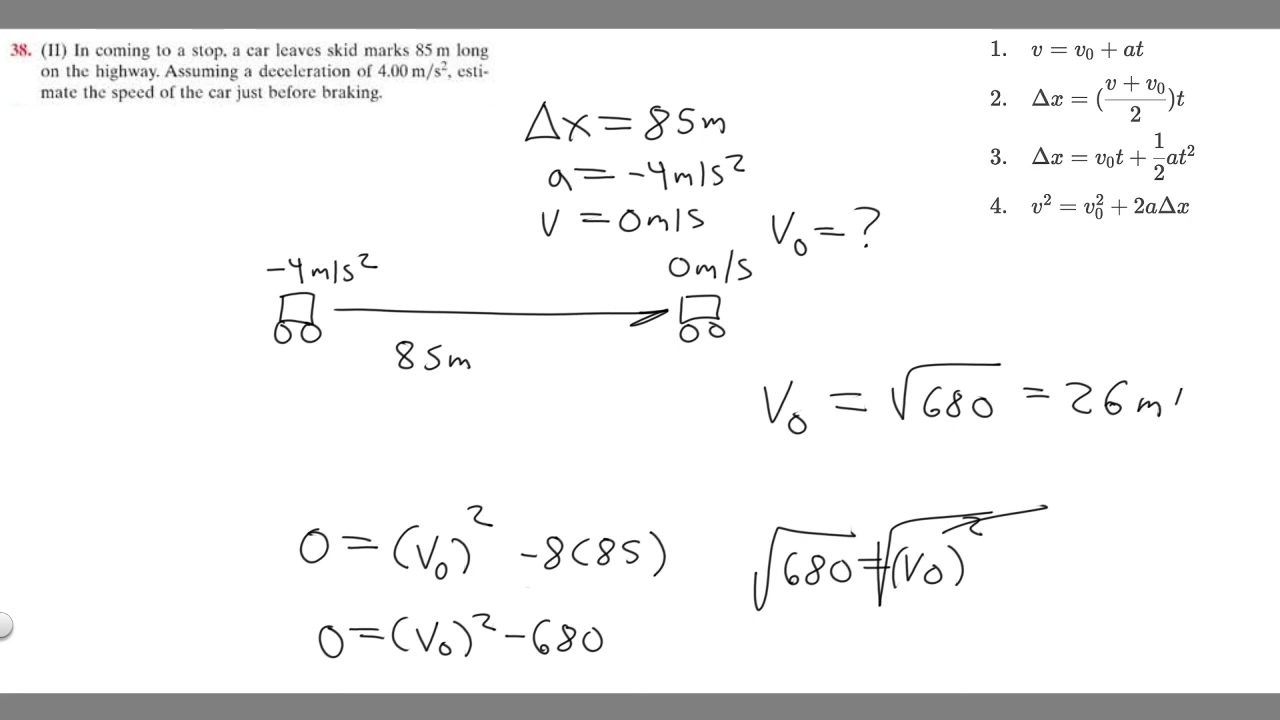 38. (II) In coming to a stop, a car leaves skid marks 85 m long
on the highway. Assuming a deceleration of 4.00 m/s², esti-
mate the speed of the car just before braking.
1. v = v₀ + at
2. Δx = (v + v₀ / 2)t
3. Δx = v₀t + 1/2 at²
4. v² = v₀² + 2aΔx
Δx = 85m
a = -4m/s²
v = 0m/s
V₀ = ?
-4m/s²
0m/s
85m
V₀ = √680 = 26 m/
0 = (V₀)² -8(85)
√680 = √(V₀)²
0 = (V₀)² - 680